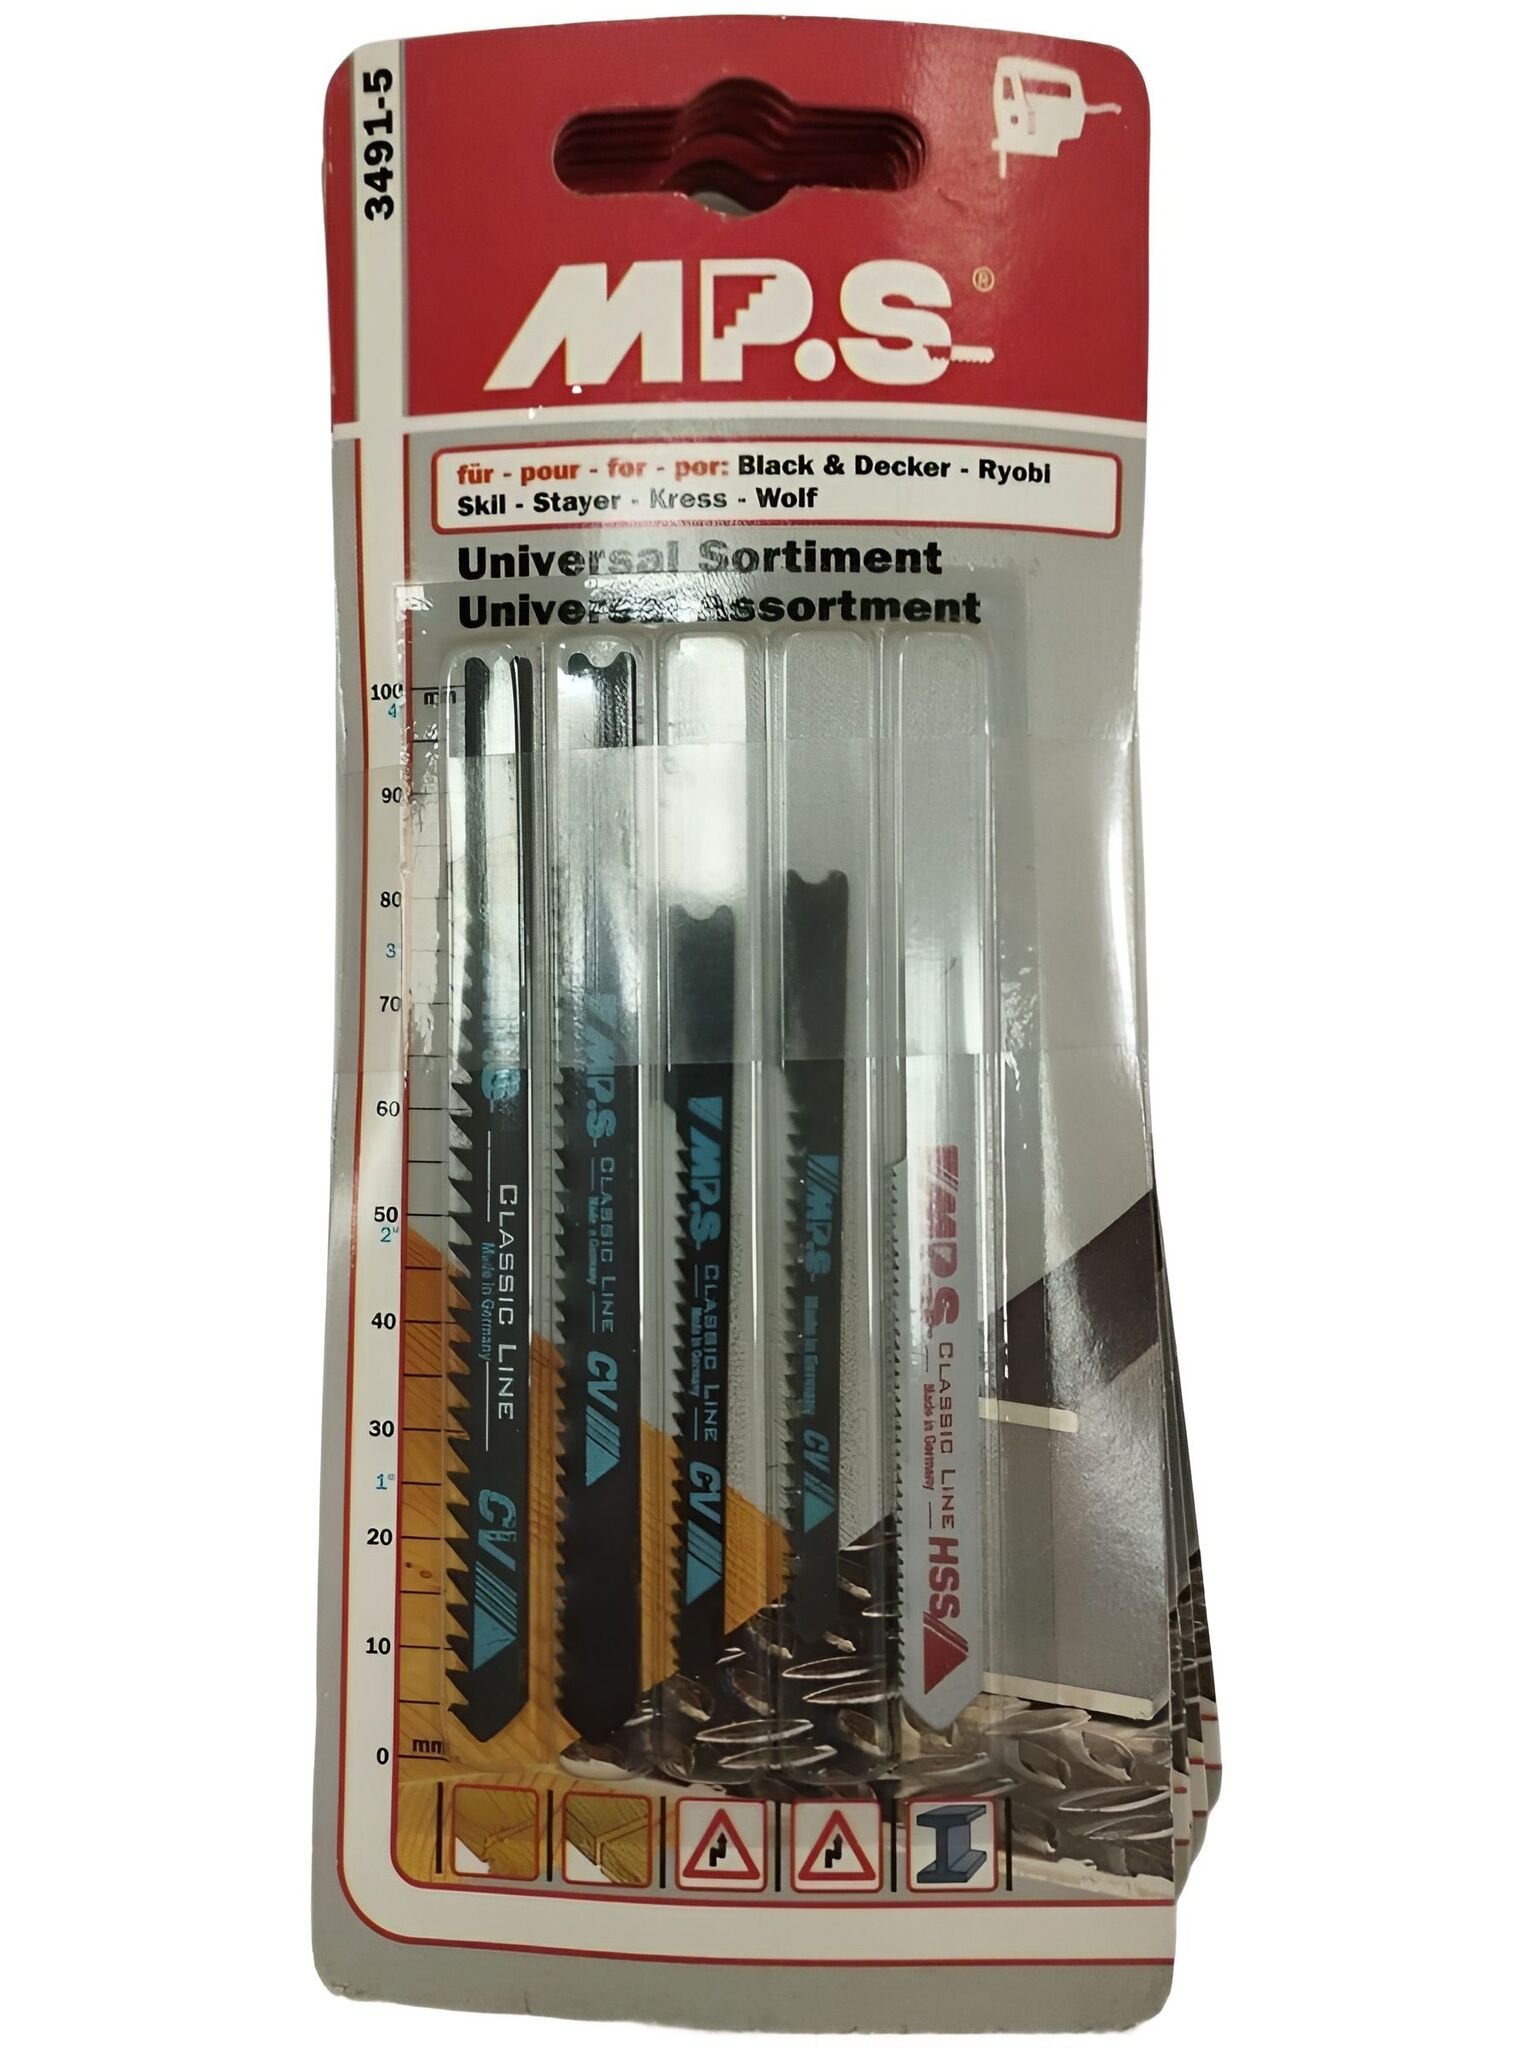 3491-5
MP.S®
für - pour - for - por: Black & Decker - Ryobi
Skil - Stayer - Kress - Wolf
Universal Sortiment
Universal Assortment
100 mm
4
90
80
3
70
60
50
2"
40
30
1"
20
10
0 mm
MP.S
CLASSIC LINE
Made in Germany
CV
MP.S
CLASSIC LINE
Made in Germany
CV
MP.S
CLASSIC LINE
Made in Germany
CV
MP.S
Made in Germany
CV
MP.S
CLASSIC LINE
Made in Germany
HSS